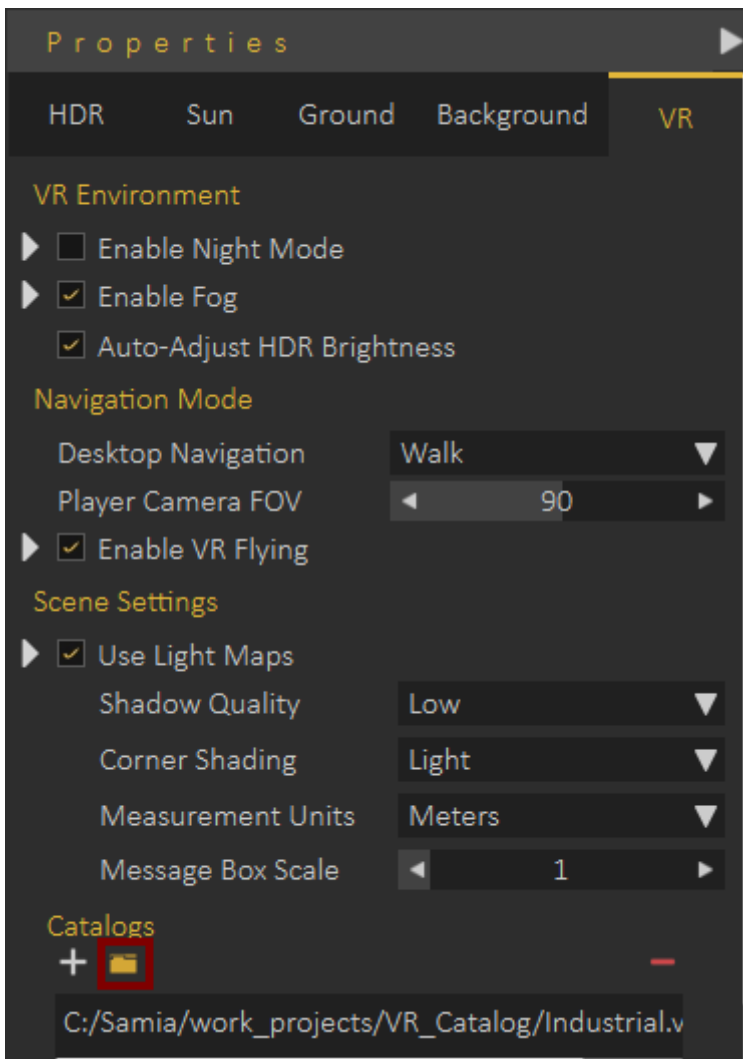 Properties
HDR Sun Ground Background VR
VR Environment
Enable Night Mode
Enable Fog
Auto-Adjust HDR Brightness
Navigation Mode
Desktop Navigation Walk
Player Camera FOV 90
Enable VR Flying
Scene Settings
Use Light Maps
Shadow Quality Low
Corner Shading Light
Measurement Units Meters
Message Box Scale 1
Catalogs
C:/Samia/work_projects/VR_Catalog/Industrial.v